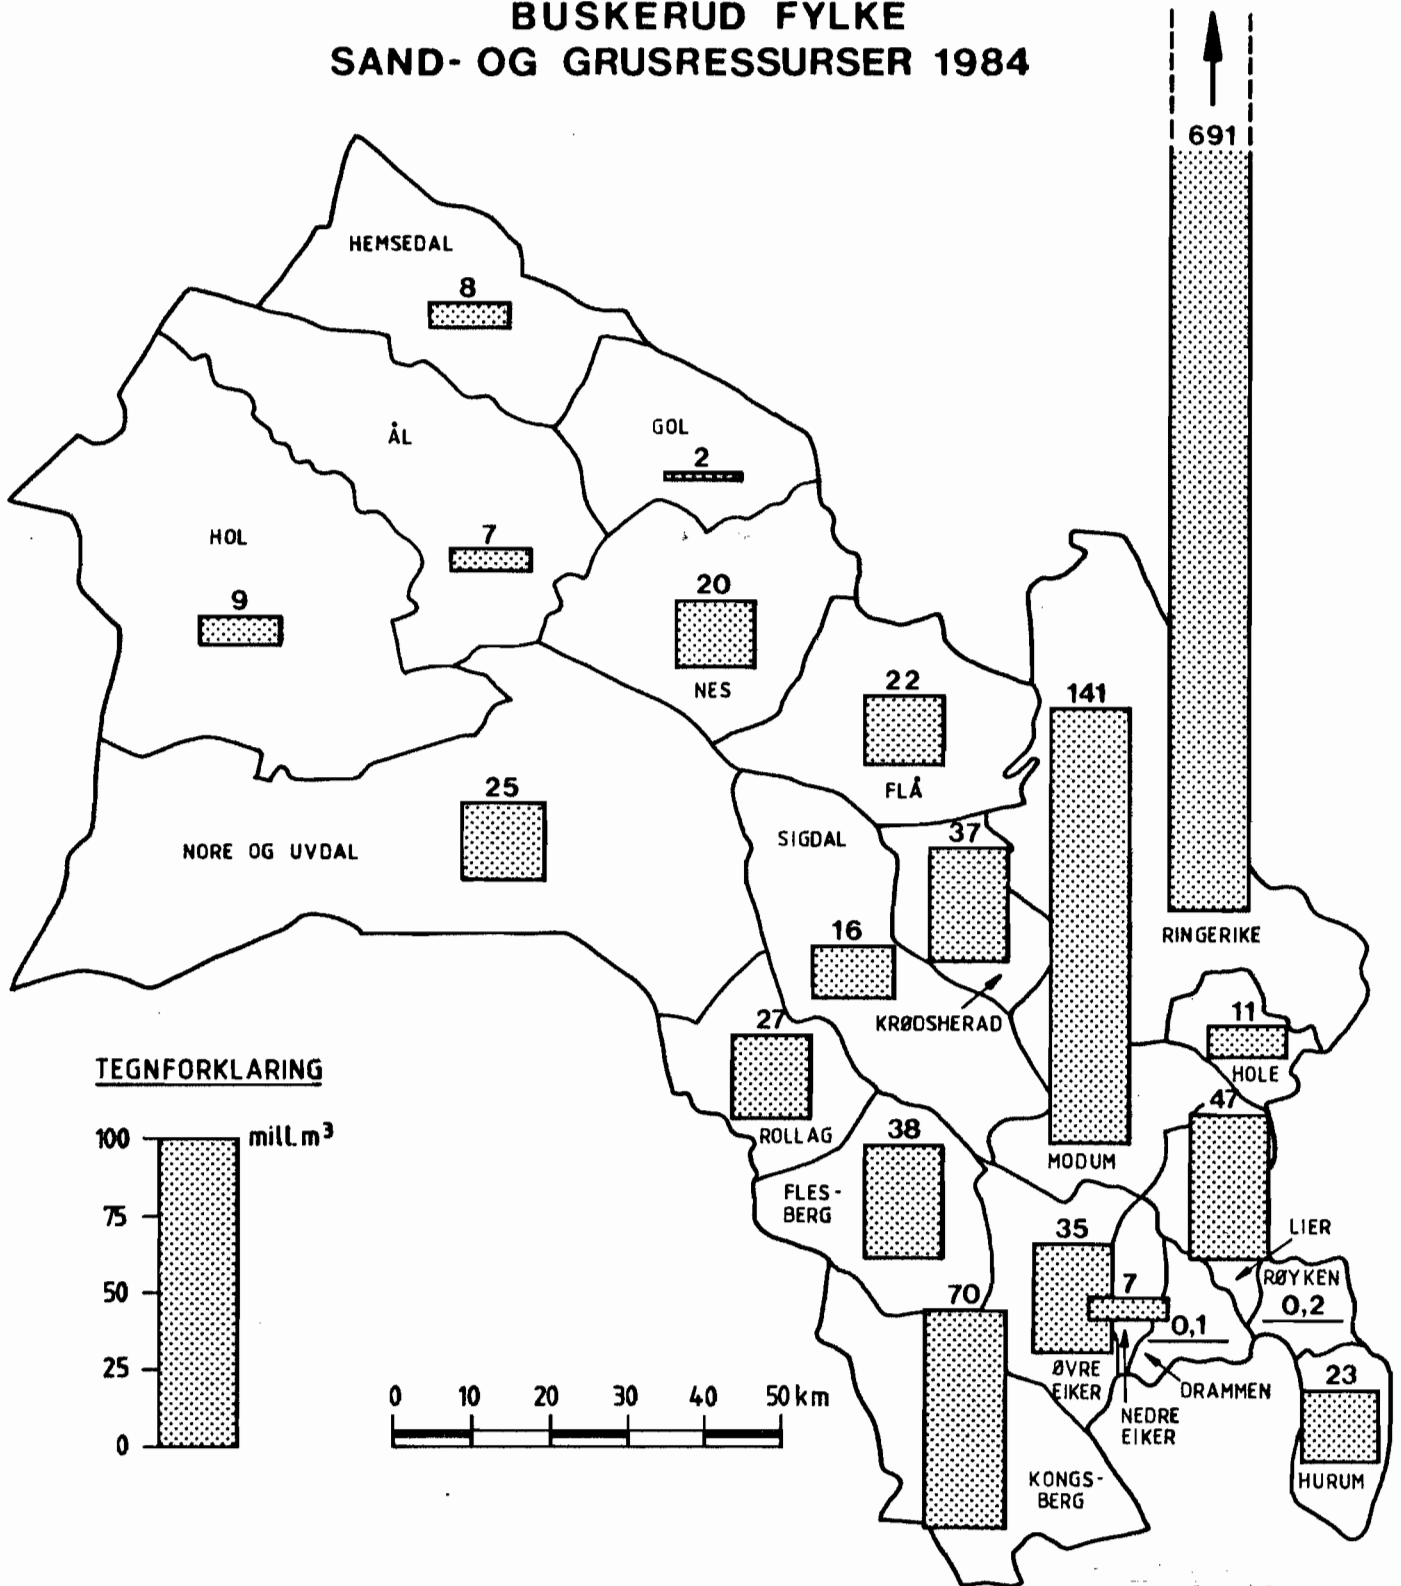 BUSKERUD FYLKE
SAND- OG GRUSRESSURSER 1984
691
HEMSEDAL
8
ÅL
7
GOL
2
HOL
9
20
NES
22
FLÅ
141
25
NORE OG UVDAL
SIGDAL
16
37
KRØDSHERAD
RINGERIKE
11
HOLE
27
ROLLAG
MODUM
47
LIER
38
FLES-
BERG
35
ØVRE
EIKER
7
NEDRE
EIKER
0,1
DRAMMEN
RØYKEN
0,2
23
HURUM
70
KONGS-
BERG
TEGNFORKLARING
100 mill. m³
75
50
25
0
0 10 20 30 40 50 km